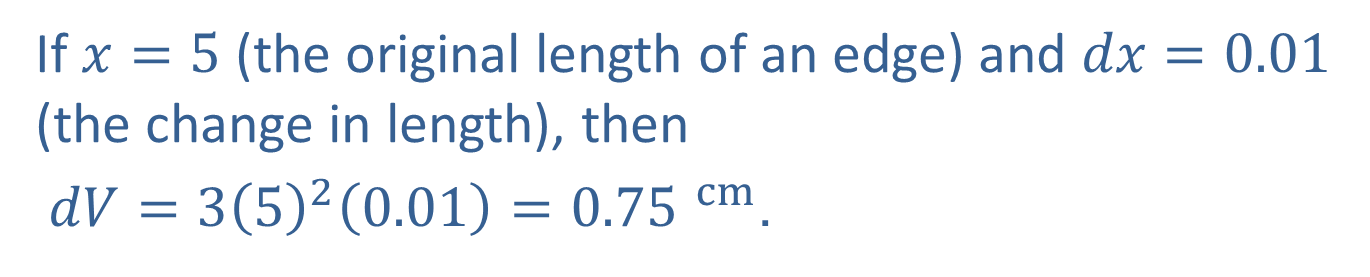 If x = 5 (the original length of an edge) and dx = 0.01
(the change in length), then
dV = 3(5)²(0.01) = 0.75 ᶜᵐ.